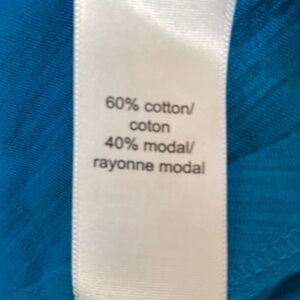 60% cotton/
coton
40% modal/
rayonne modal